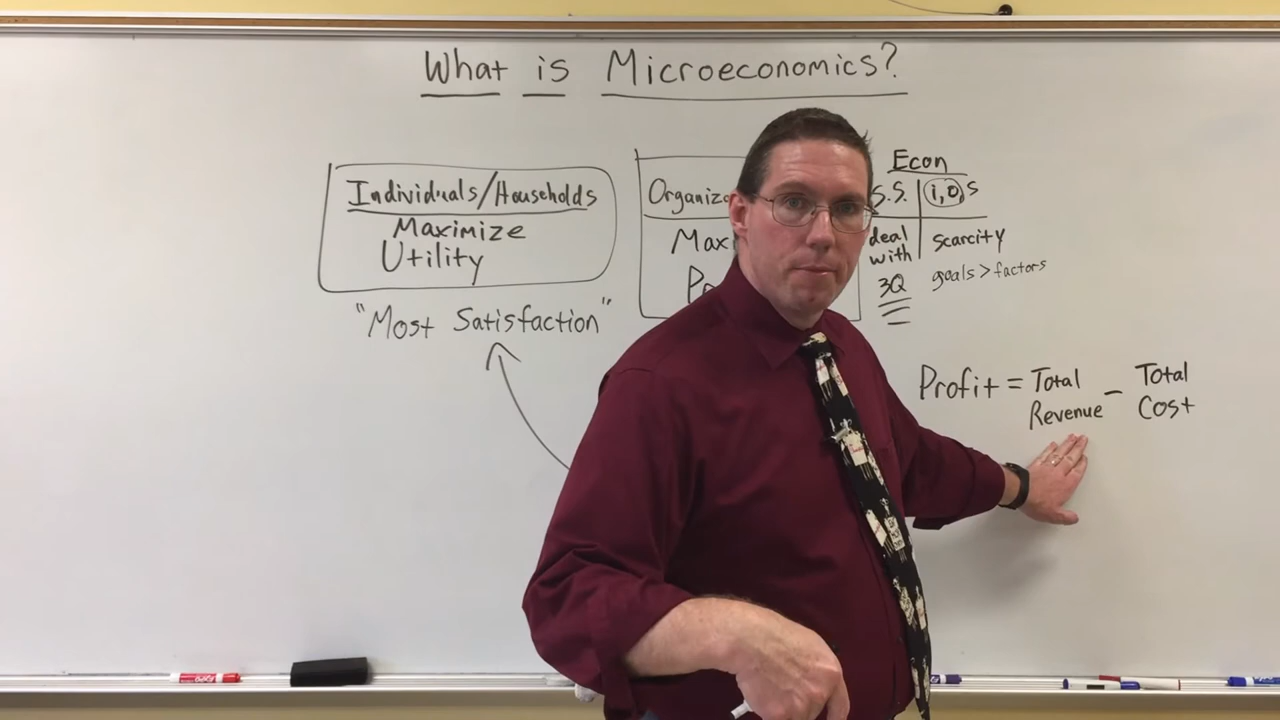 What is Microeconomics?
Individuals/Households
Maximize
Utility
"Most Satisfaction"
Econ
S.S. i,o s
deal with scarcity
3Q goals > factors
Profit = Total Revenue - Total Cost
EXPO